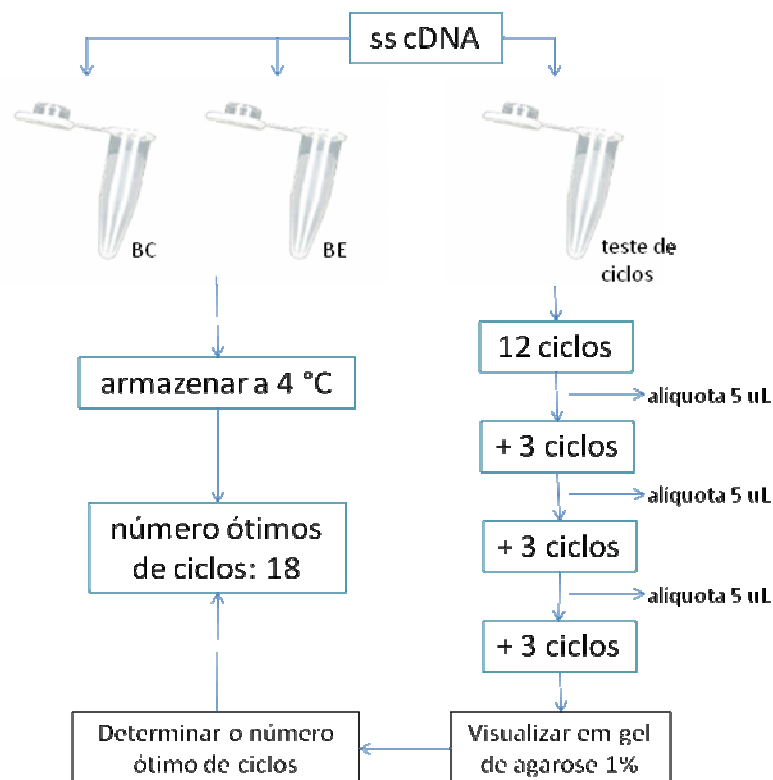 ss cDNA
BC
BE
teste de
ciclos
12 ciclos
armazenar a 4 °C
alíquota 5 uL
+ 3 ciclos
alíquota 5 uL
número ótimos
de ciclos: 18
+ 3 ciclos
alíquota 5 uL
+ 3 ciclos
Determinar o número
ótimo de ciclos
Visualizar em gel
de agarose 1%